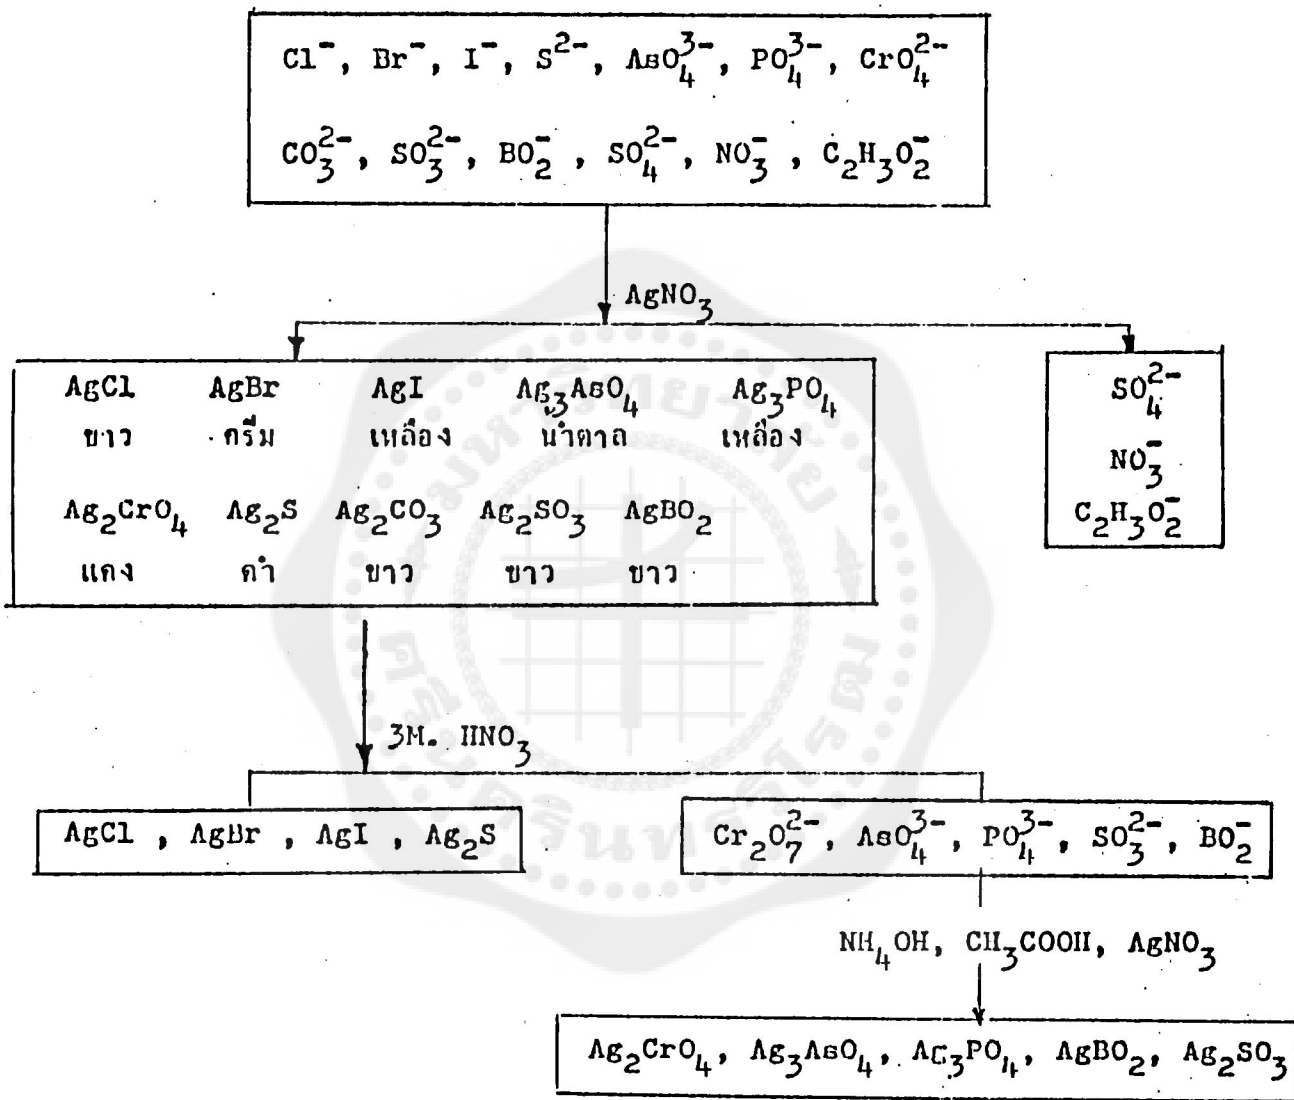 Cl⁻, Br⁻, I⁻, S²⁻, AsO₄³⁻, PO₄³⁻, CrO₄²⁻
CO₃²⁻, SO₃²⁻, BO₂⁻, SO₄²⁻, NO₃⁻, C₂H₃O₂⁻
AgNO₃
AgCl AgBr AgI Ag₃AsO₄ Ag₃PO₄
ขาว ครีม เหลือง น้ำตาล เหลือง
Ag₂CrO₄ Ag₂S Ag₂CO₃ Ag₂SO₃ AgBO₂
แดง ดำ ขาว ขาว ขาว
SO₄²⁻
NO₃⁻
C₂H₃O₂⁻
3M. HNO₃
AgCl , AgBr , AgI , Ag₂S
Cr₂O₇²⁻, AsO₄³⁻, PO₄³⁻, SO₃²⁻, BO₂⁻
NH₄OH, CH₃COOH, AgNO₃
Ag₂CrO₄, Ag₃AsO₄, Ag₃PO₄, AgBO₂, Ag₂SO₃